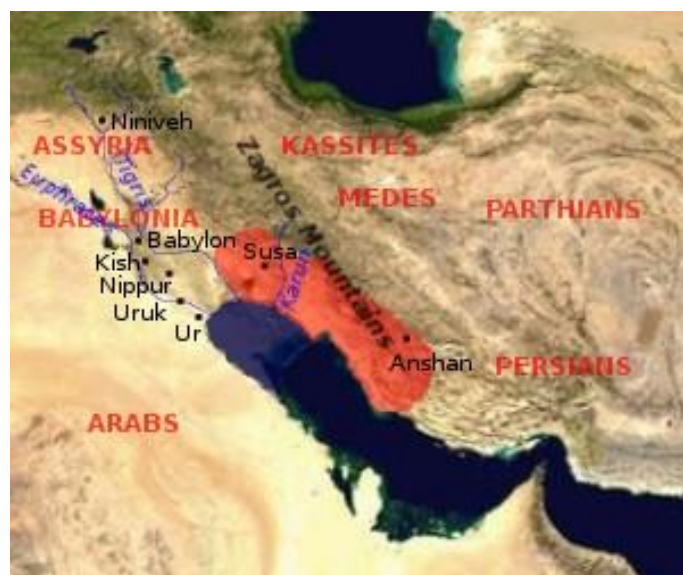 Niniveh
ASSYRIA
Tigris
Euphrates
KASSITES
Zagros Mountains
MEDES
PARTHIANS
BABYLONIA
Babylon
Susa
Kish
Nippur
Karun
Uruk
Ur
Anshan
PERSIANS
ARABS